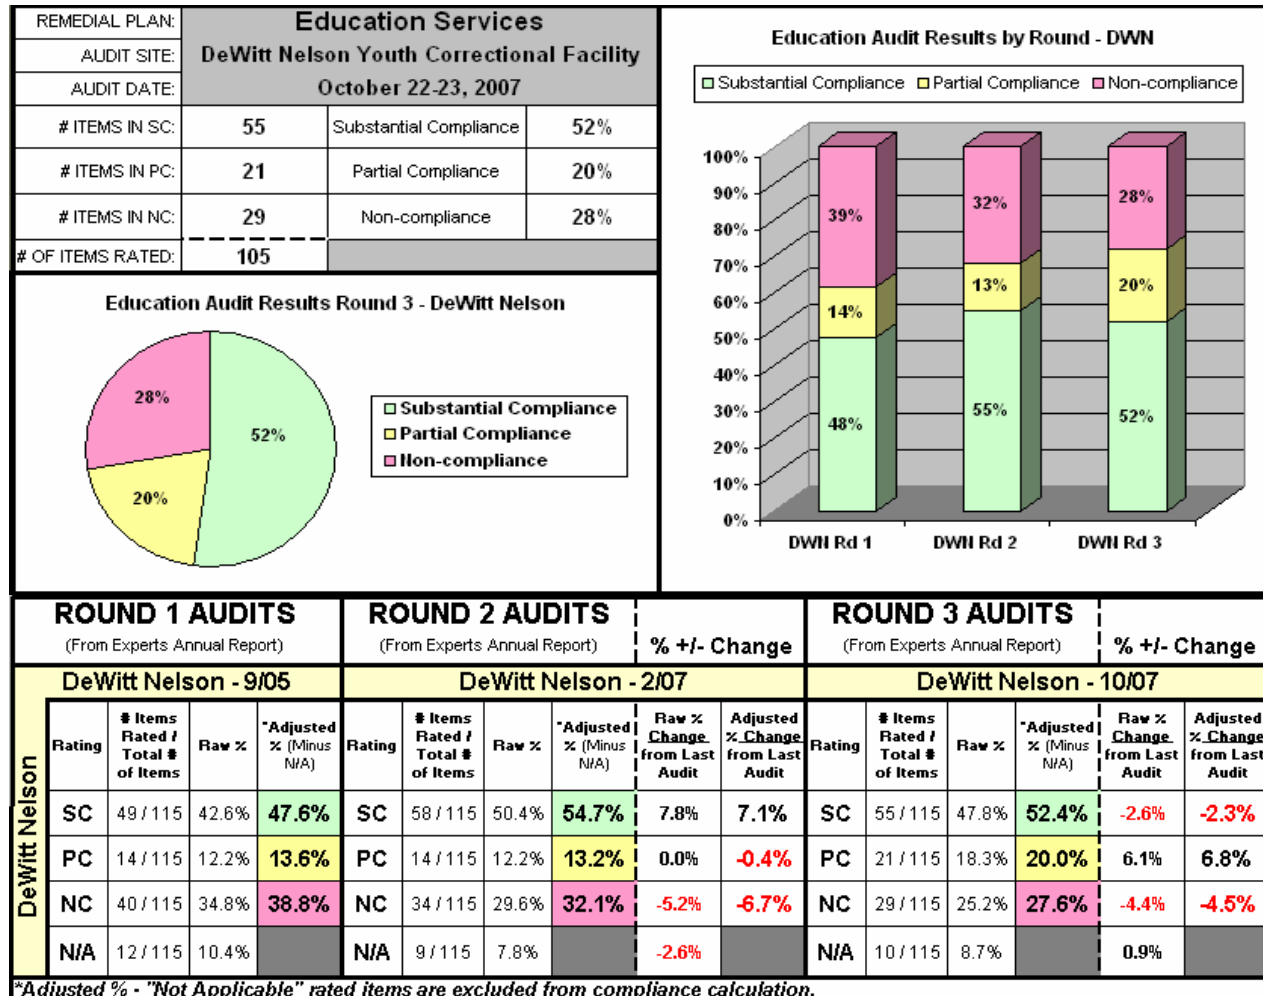 REMEDIAL PLAN: Education Services
AUDIT SITE: DeWitt Nelson Youth Correctional Facility
AUDIT DATE: October 22-23, 2007
# ITEMS IN SC: 55 Substantial Compliance 52%
# ITEMS IN PC: 21 Partial Compliance 20%
# ITEMS IN NC: 29 Non-compliance 28%
# OF ITEMS RATED: 105
Education Audit Results Round 3 - DeWitt Nelson
28%
52%
20%
Substantial Compliance
Partial Compliance
Non-compliance
Education Audit Results by Round - DWN
Substantial Compliance Partial Compliance Non-compliance
100%
90%
80%
70%
60%
50%
40%
30%
20%
10%
0%
39% 32% 28%
14% 13% 20%
48% 55% 52%
DWN Rd 1 DWN Rd 2 DWN Rd 3
ROUND 1 AUDITS ROUND 2 AUDITS ROUND 3 AUDITS
(From Experts Annual Report) (From Experts Annual Report) % +/- Change (From Experts Annual Report) % +/- Change
DeWitt Nelson - 9/05 DeWitt Nelson - 2/07 DeWitt Nelson - 10/07
DeWitt Nelson
Rating # Items Rated / Total # of Items Raw % *Adjusted % (Minus N/A) Rating # Items Rated / Total # of Items Raw % *Adjusted % (Minus N/A) Raw % Change from Last Audit Adjusted % Change from Last Audit Rating # Items Rated / Total # of Items Raw % *Adjusted % (Minus N/A) Raw % Change from Last Audit Adjusted % Change from Last Audit
SC 49 / 115 42.6% 47.6% SC 58 / 115 50.4% 54.7% 7.8% 7.1% SC 55 / 115 47.8% 52.4% -2.6% -2.3%
PC 14 / 115 12.2% 13.6% PC 14 / 115 12.2% 13.2% 0.0% -0.4% PC 21 / 115 18.3% 20.0% 6.1% 6.8%
NC 40 / 115 34.8% 38.8% NC 34 / 115 29.6% 32.1% -5.2% -6.7% NC 29 / 115 25.2% 27.6% -4.4% -4.5%
N/A 12 / 115 10.4% N/A 9 / 115 7.8% -2.6% N/A 10 / 115 8.7% 0.9%
*Adjusted % - "Not Applicable" rated items are excluded from compliance calculation.